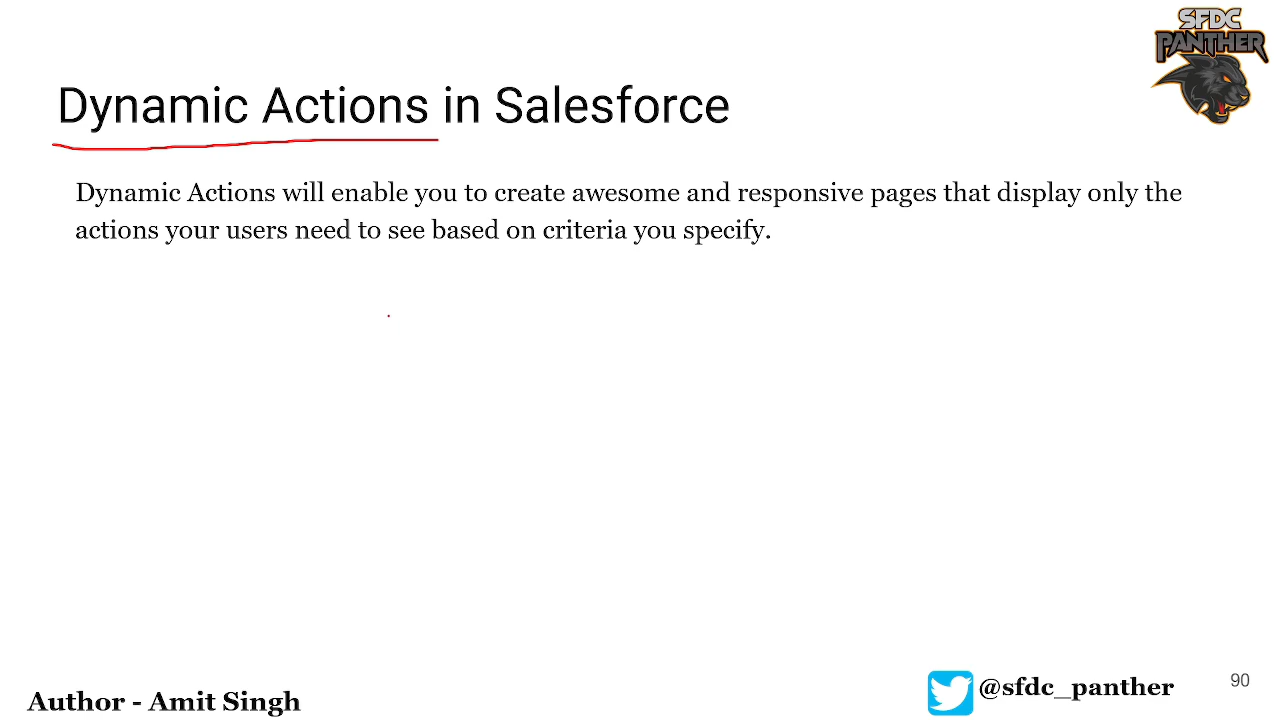 SFDC
PANTHER
Dynamic Actions in Salesforce
Dynamic Actions will enable you to create awesome and responsive pages that display only the
actions your users need to see based on criteria you specify.
Author - Amit Singh
@sfdc_panther
90